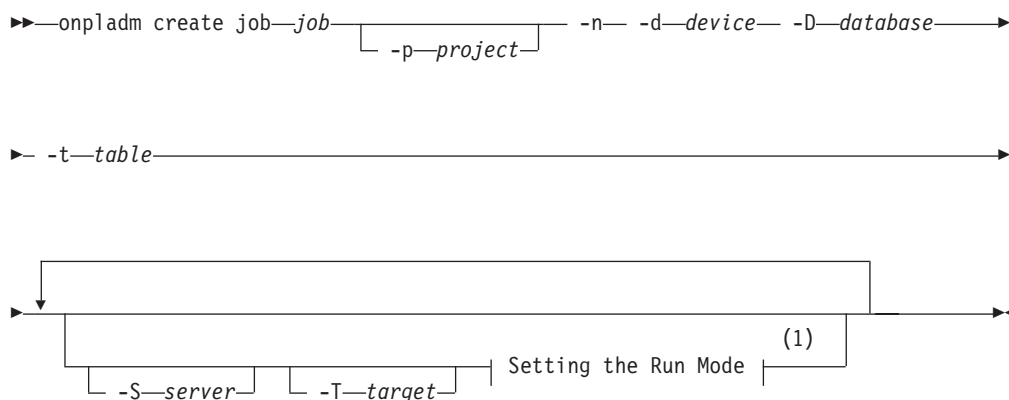 onpladm create job job -n -d device -D database
-p project
-t table
(1)
Setting the Run Mode
-S server -T target